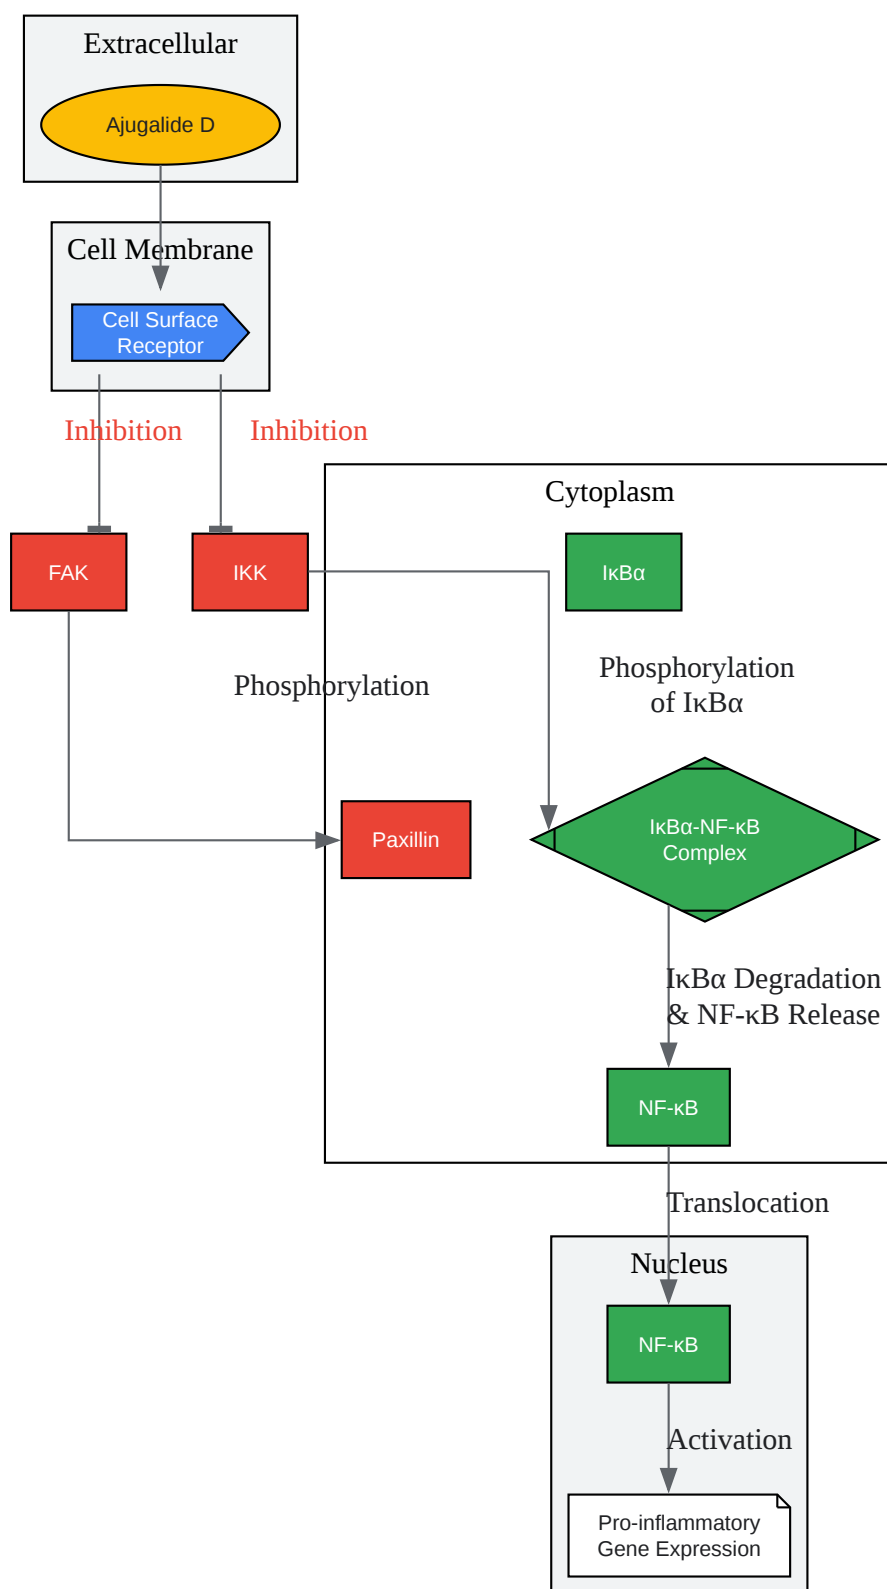 Extracellular
Ajugalide D
Cell Membrane
Cell Surface
Receptor
Inhibition
Inhibition
Cytoplasm
FAK
IKK
IκBα
Phosphorylation
Phosphorylation
of IκBα
Paxillin
IκBα-NF-κB
Complex
IκBα Degradation
& NF-κB Release
NF-κB
Translocation
Nucleus
NF-κB
Activation
Pro-inflammatory
Gene Expression